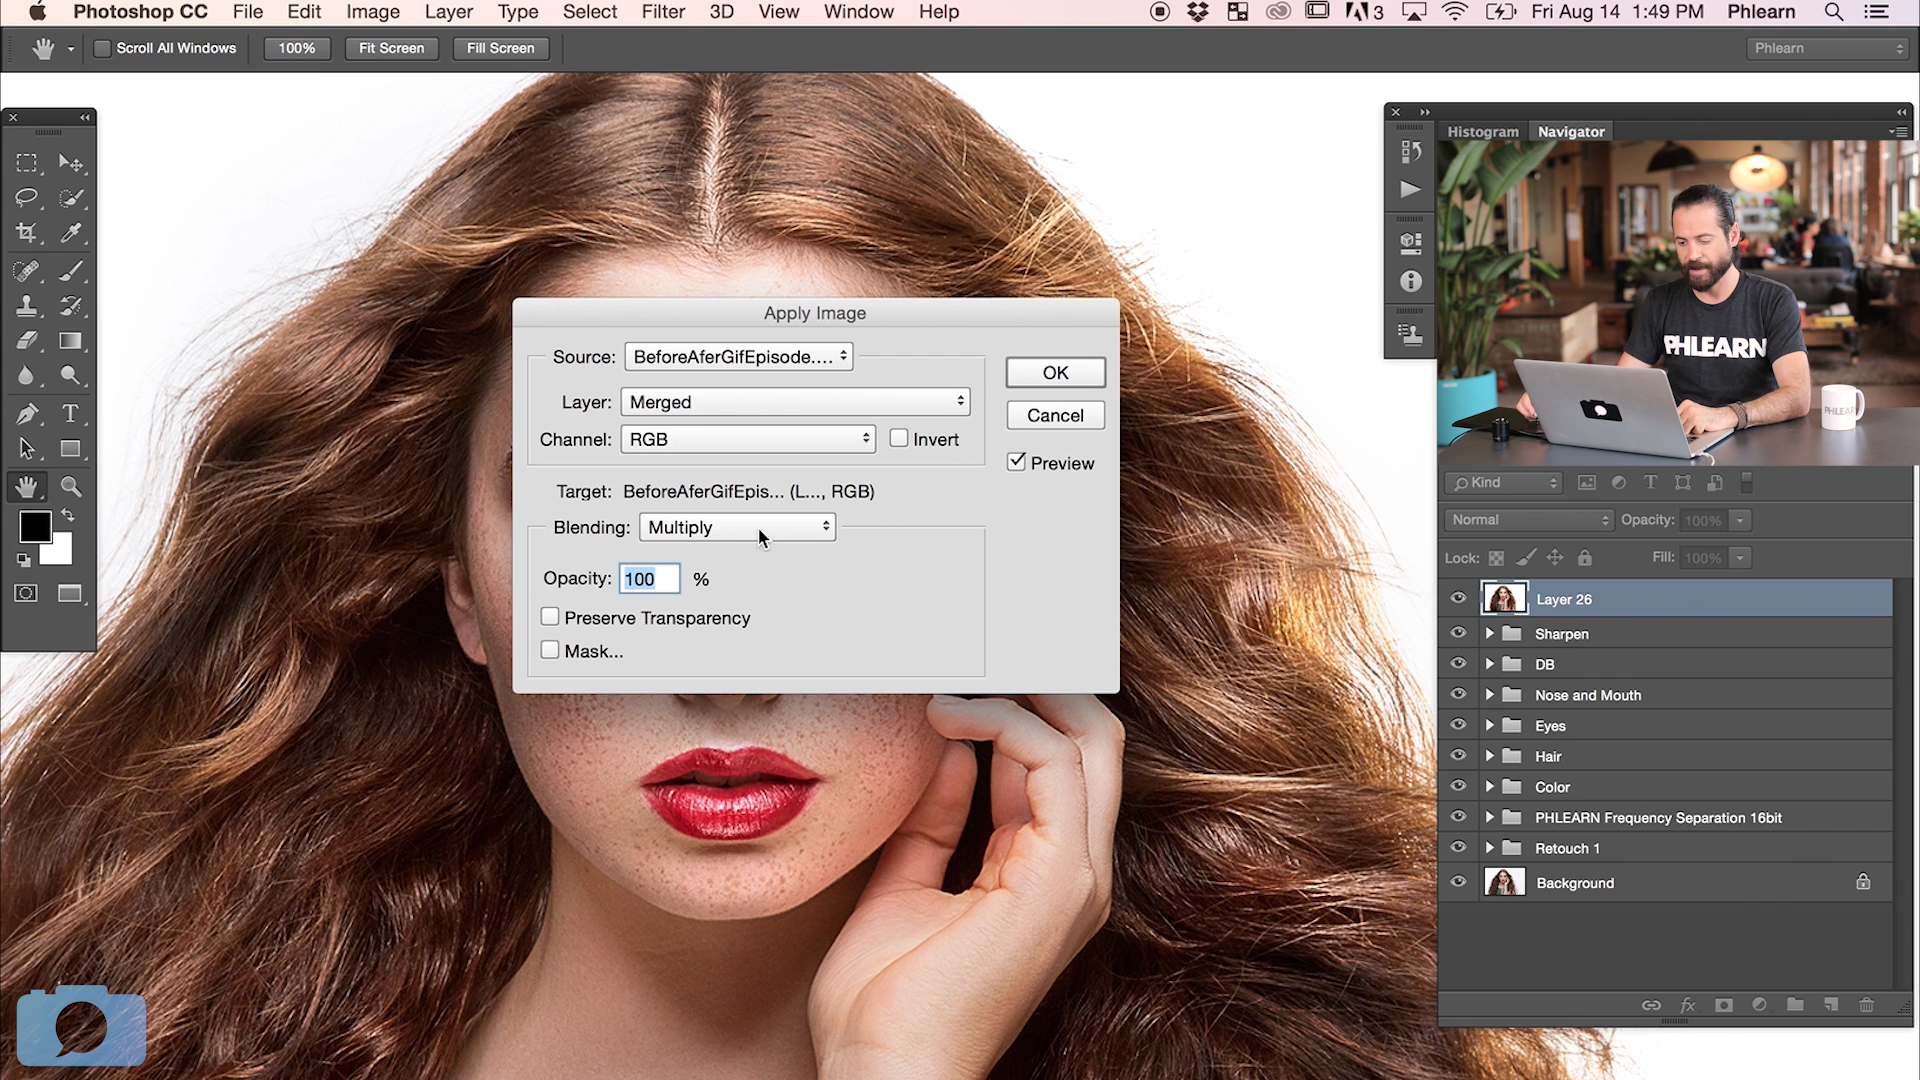 Photoshop CC File Edit Image Layer Type Select Filter 3D View Window Help 3 Fri Aug 14 1:49 PM Phlearn
Scroll All Windows 100% Fit Screen Fill Screen Phlearn
Histogram Navigator
PHLEARN
PHLEARN
Apply Image
Source: BeforeAferGifEpisode.... OK
Layer: Merged Cancel
Channel: RGB Invert
Preview
Target: BeforeAferGifEpis... (L..., RGB)
Blending: Multiply
Opacity: 100 %
Preserve Transparency
Mask...
Kind
Normal Opacity: 100%
Lock: Fill: 100%
Layer 26
Sharpen
DB
Nose and Mouth
Eyes
Hair
Color
PHLEARN Frequency Separation 16bit
Retouch 1
Background
fx